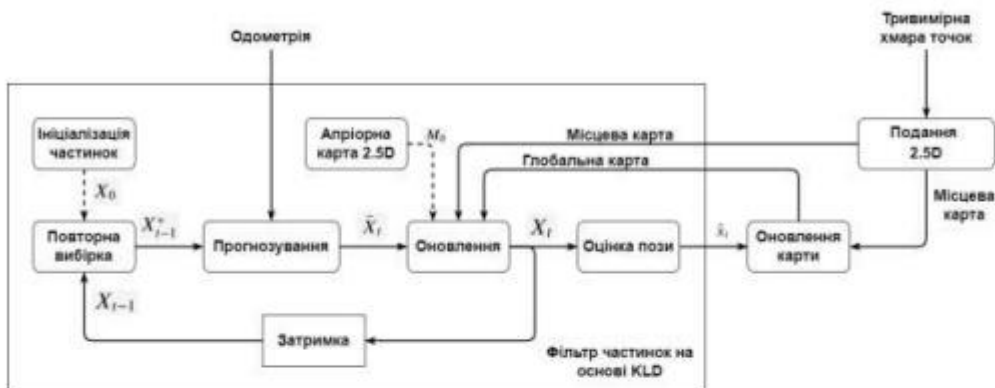 Одометрія
Тривимірна
хмара точок
Ініціалізація
частинок
Апріорна
карта 2.5D
M₀
Місцева карта
Глобальна карта
Подання
2.5D
Місцева
карта
X₀
Повторна
вибірка
X*ₜ₋₁
Прогнозування
X̄ₜ
Оновлення
Xₜ
Оцінка пози
x̂ₜ
Оновлення
карти
Xₜ₋₁
Затримка
Фільтр частинок на
основі KLD